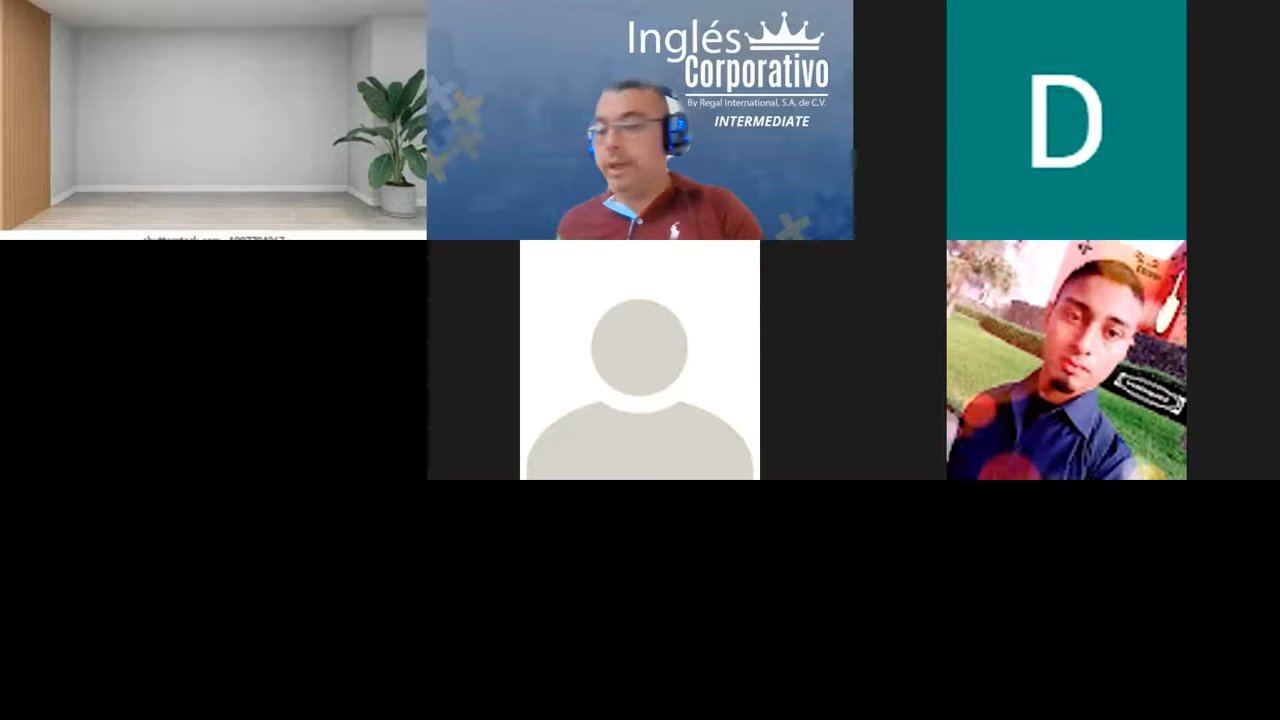 Inglés
Corporativo
By Regal International, S.A. de C.V.
INTERMEDIATE
D